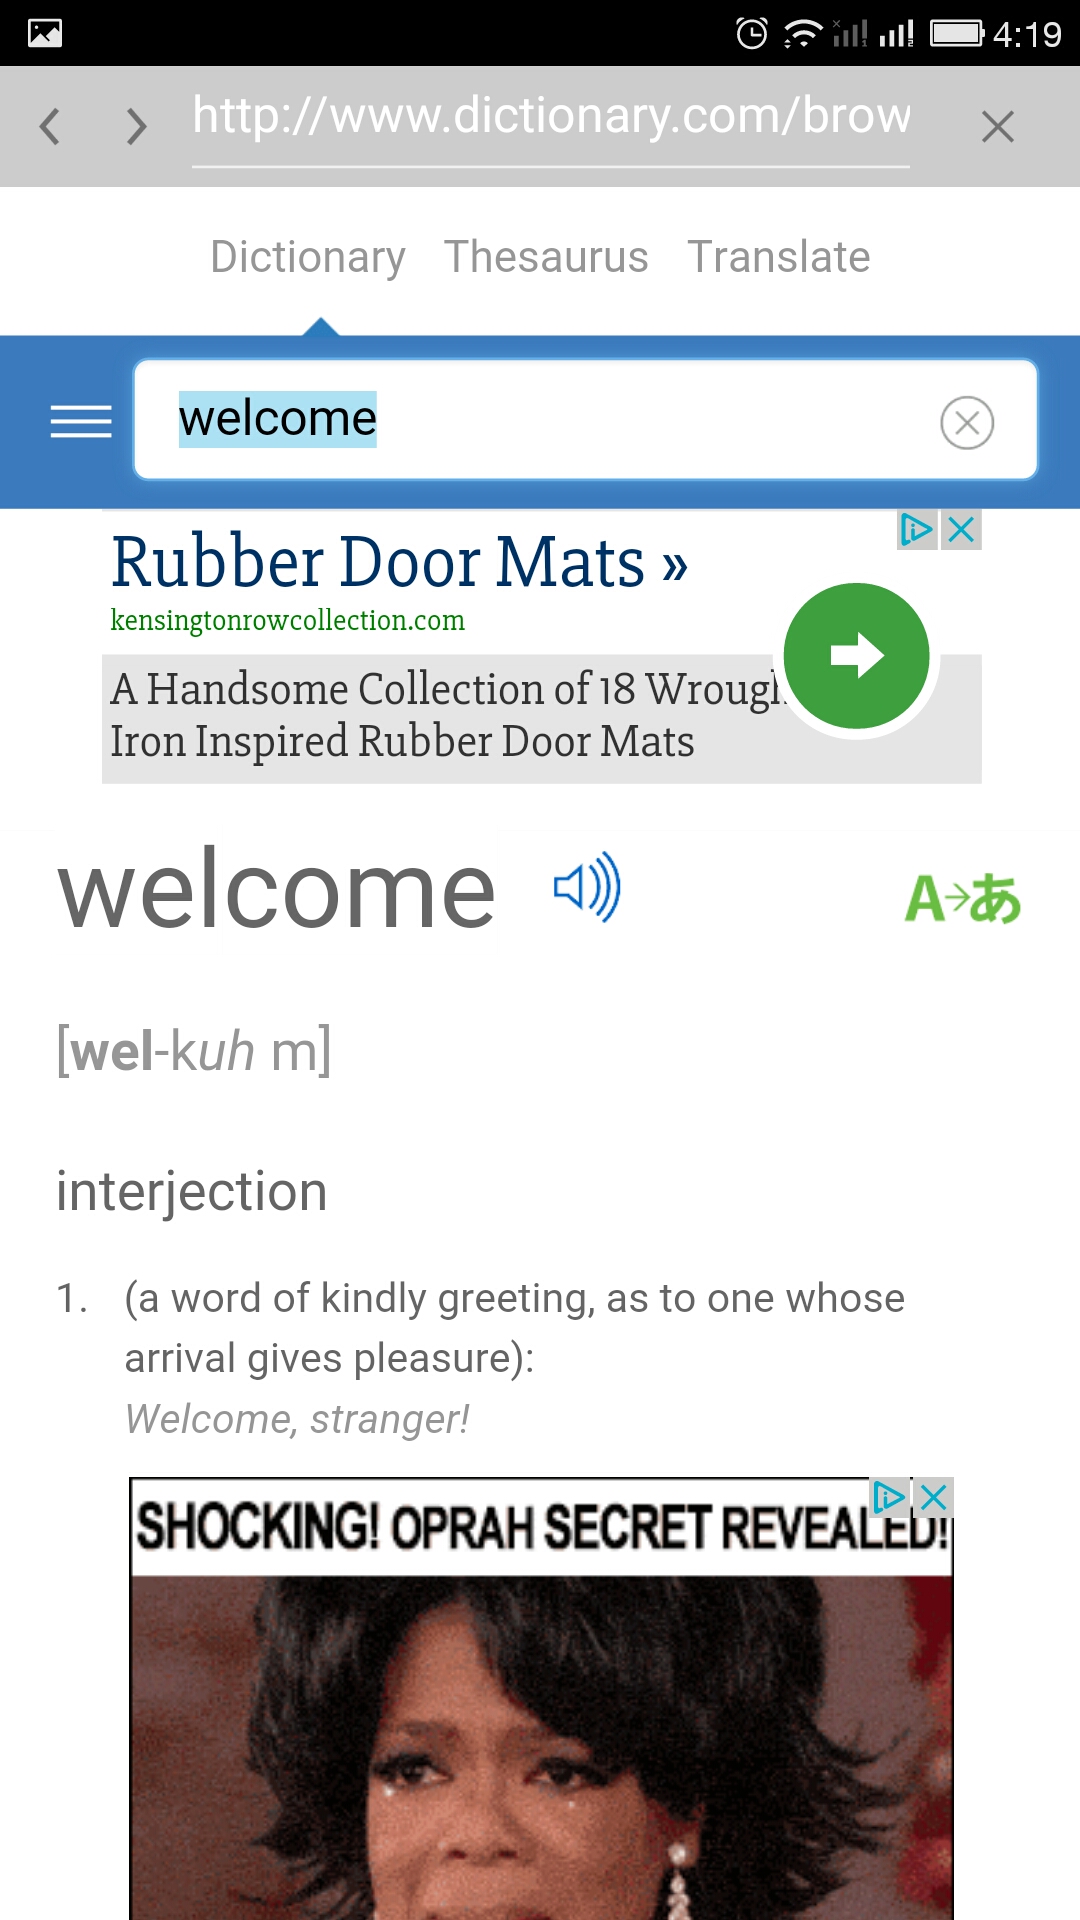 4:19
http://www.dictionary.com/brow
Dictionary Thesaurus Translate
welcome
Rubber Door Mats »
kensingtonrowcollection.com
A Handsome Collection of 18
Iron Inspired Rubber Door Mats
welcome
A→あ
[wel-kuh m]
interjection
1. (a word of kindly greeting, as to one whose
arrival gives pleasure):
Welcome, stranger!
SHOCKING! OPRAH SECRET REVEALED!